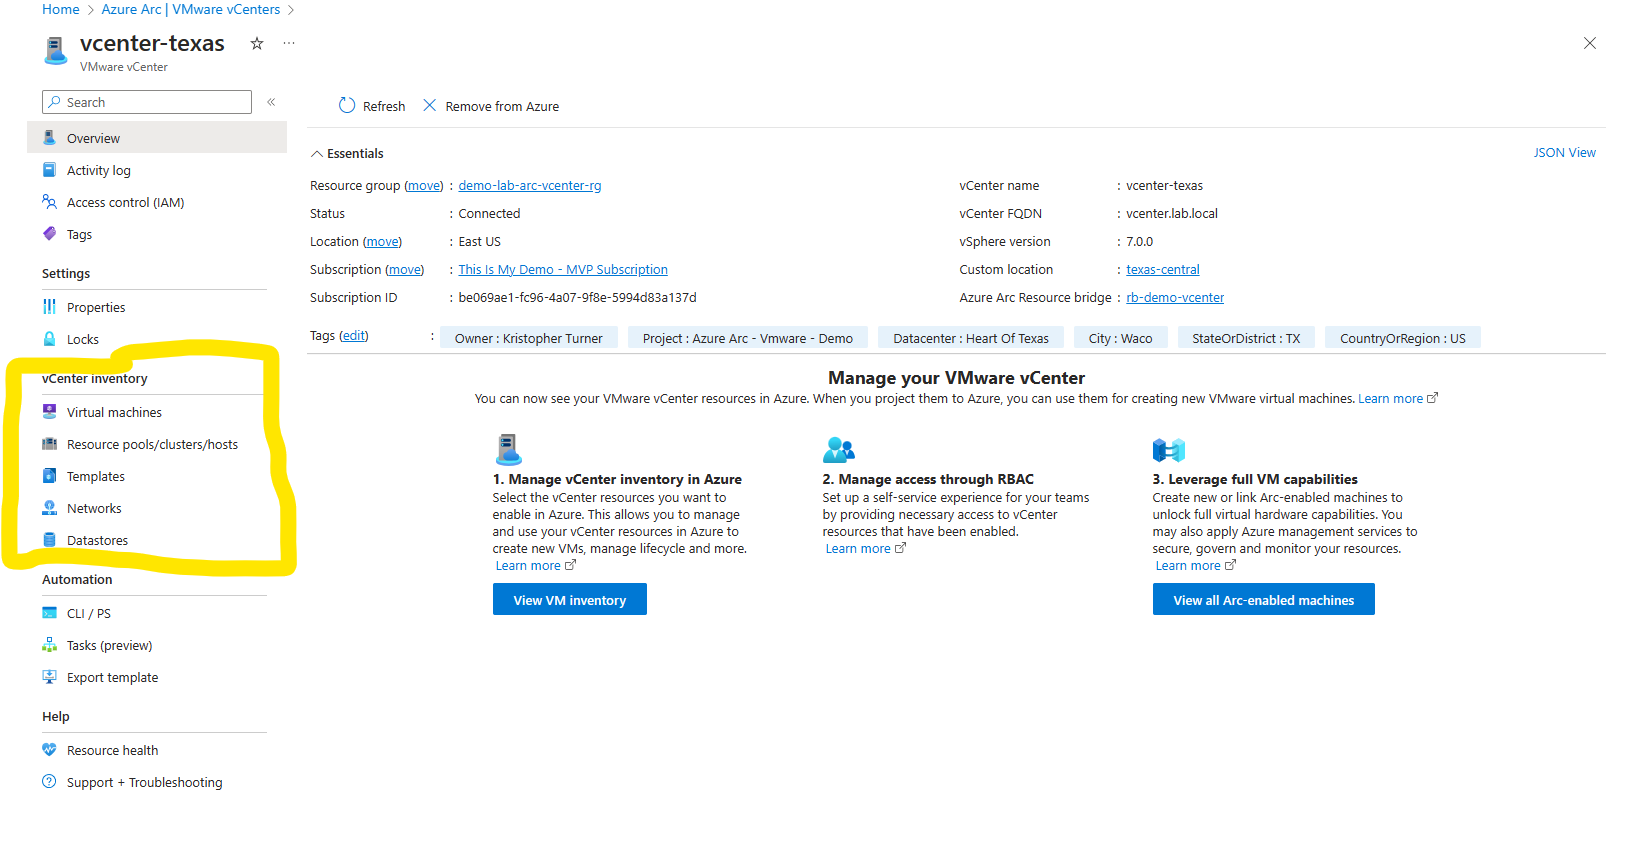 Home > Azure Arc | VMware vCenters >
vcenter-texas
VMware vCenter
Search
Overview
Activity log
Access control (IAM)
Tags
Settings
Properties
Locks
vCenter inventory
Virtual machines
Resource pools/clusters/hosts
Templates
Networks
Datastores
Automation
CLI / PS
Tasks (preview)
Export template
Help
Resource health
Support + Troubleshooting
Refresh Remove from Azure
Essentials
JSON View
Resource group (move) : demo-lab-arc-vcenter-rg
Status : Connected
Location (move) : East US
Subscription (move) : This Is My Demo - MVP Subscription
Subscription ID : be069ae1-fc96-4a07-9f8e-5994d83a137d
vCenter name : vcenter-texas
vCenter FQDN : vcenter.lab.local
vSphere version : 7.0.0
Custom location : texas-central
Azure Arc Resource bridge : rb-demo-vcenter
Tags (edit) : Owner : Kristopher Turner Project : Azure Arc - Vmware - Demo Datacenter : Heart Of Texas City : Waco StateOrDistrict : TX CountryOrRegion : US
Manage your VMware vCenter
You can now see your VMware vCenter resources in Azure. When you project them to Azure, you can use them for creating new VMware virtual machines. Learn more
1. Manage vCenter inventory in Azure
Select the vCenter resources you want to
enable in Azure. This allows you to manage
and use your vCenter resources in Azure to
create new VMs, manage lifecycle and more.
Learn more
View VM inventory
2. Manage access through RBAC
Set up a self-service experience for your teams
by providing necessary access to vCenter
resources that have been enabled.
Learn more
3. Leverage full VM capabilities
Create new or link Arc-enabled machines to
unlock full virtual hardware capabilities. You
may also apply Azure management services to
secure, govern and monitor your resources.
Learn more
View all Arc-enabled machines